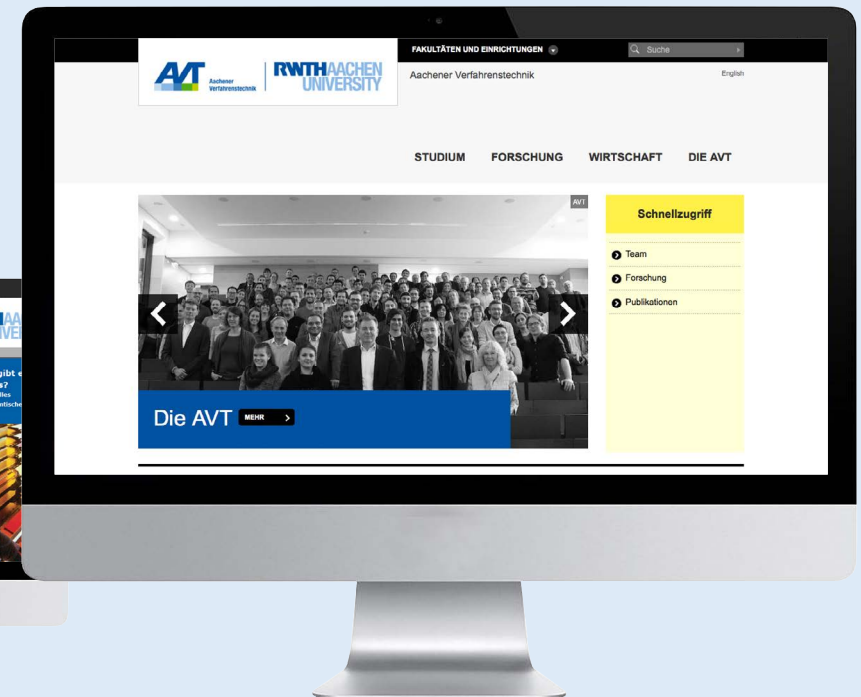 FAKULTÄTEN UND EINRICHTUNGEN
Suche
AVT
Aachener
Verfahrenstechnik
RWTHAACHEN
UNIVERSITY
Aachener Verfahrenstechnik
English
STUDIUM FORSCHUNG WIRTSCHAFT DIE AVT
AVT
Schnellzugriff
Team
Forschung
Publikationen
Die AVT MEHR